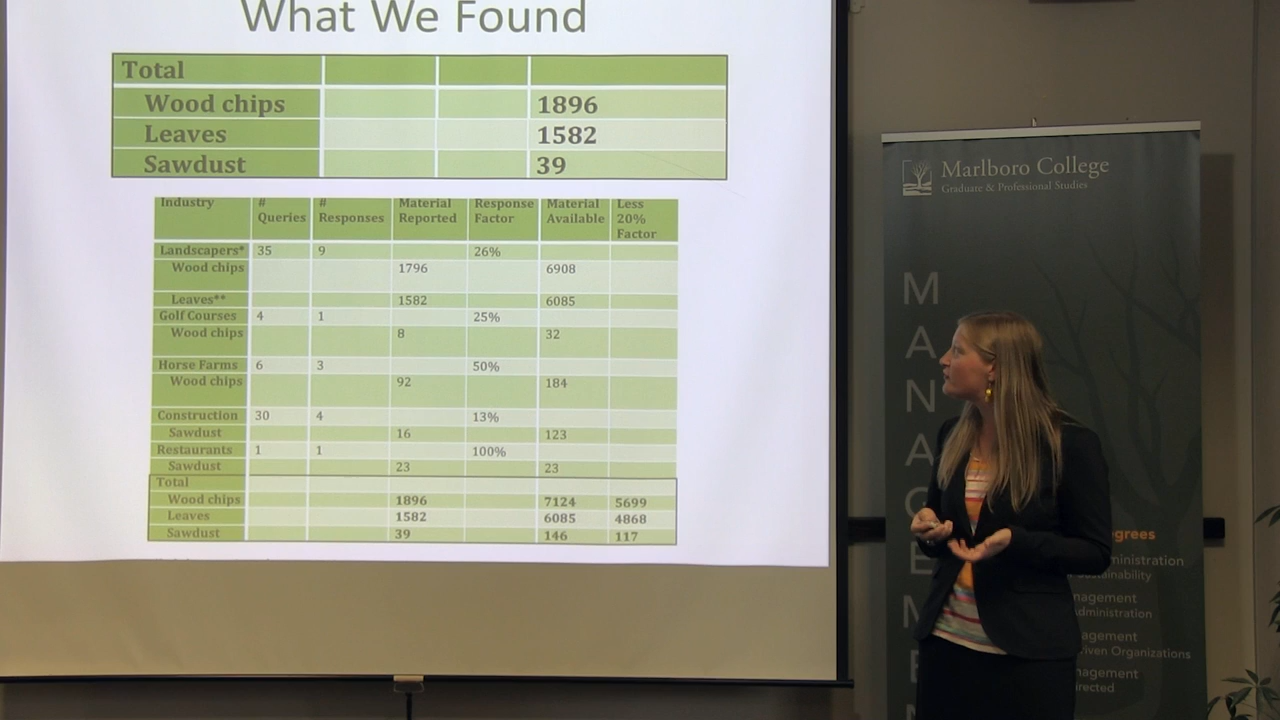 What We Found
Total
Wood chips 1896
Leaves 1582
Sawdust 39
Industry # Queries # Responses Material Reported Response Factor Material Available Less 20% Factor
Landscapers* 35 9 26%
Wood chips 1796 6908
Leaves** 1582 6085
Golf Courses 4 1 25%
Wood chips 8 32
Horse Farms 6 3 50%
Wood chips 92 184
Construction 30 4 13%
Sawdust 16 123
Restaurants 1 1 100%
Sawdust 23 23
Total
Wood chips 1896 7124 5699
Leaves 1582 6085 4868
Sawdust 39 146 117
Marlboro College
Graduate & Professional Studies
M
A
N
A
G
E
M
E
N
egrees
ministration
ustainability
nagement
dministration
agement
riven Organizations
nagement
irected